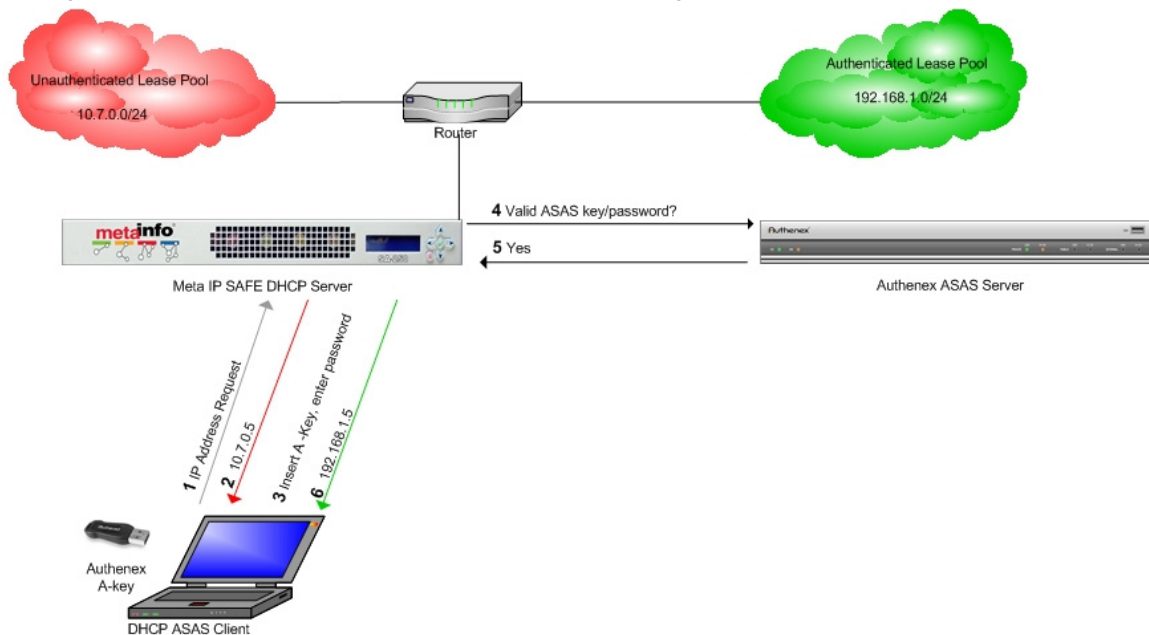 Unauthenticated Lease Pool
10.7.0.0/24
Authenticated Lease Pool
192.168.1.0/24
Router
metainfo
4 Valid ASAS key/password?
5 Yes
Authenex
Meta IP SAFE DHCP Server
Authenex ASAS Server
1 IP Address Request
2 10.7.0.5
3 Insert A -Key, enter password
6 192.168.1.5
Authenex
Authenex
A-key
DHCP ASAS Client